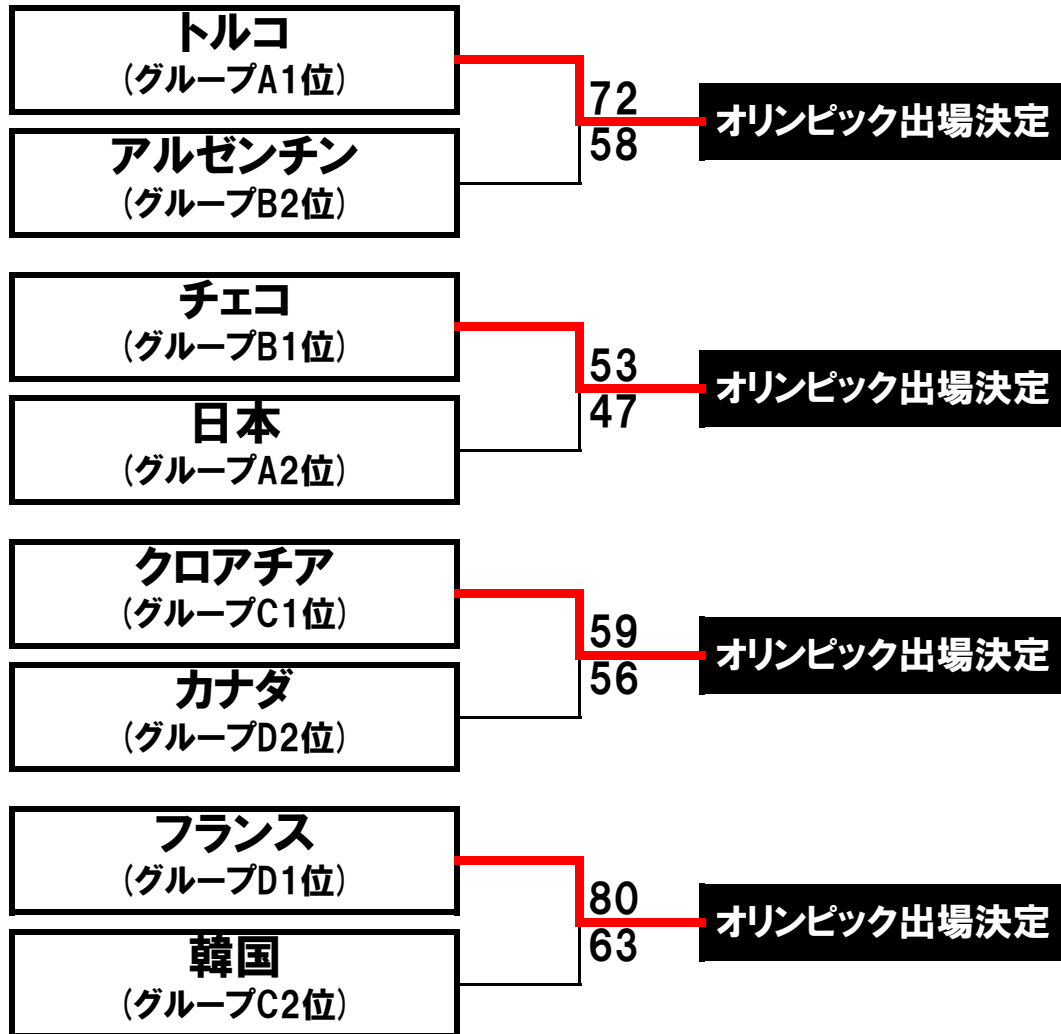 トルコ
(グループA1位)
72
オリンピック出場決定
58
アルゼンチン
(グループB2位)
チェコ
(グループB1位)
53
オリンピック出場決定
47
日本
(グループA2位)
クロアチア
(グループC1位)
59
オリンピック出場決定
56
カナダ
(グループD2位)
フランス
(グループD1位)
80
オリンピック出場決定
63
韓国
(グループC2位)